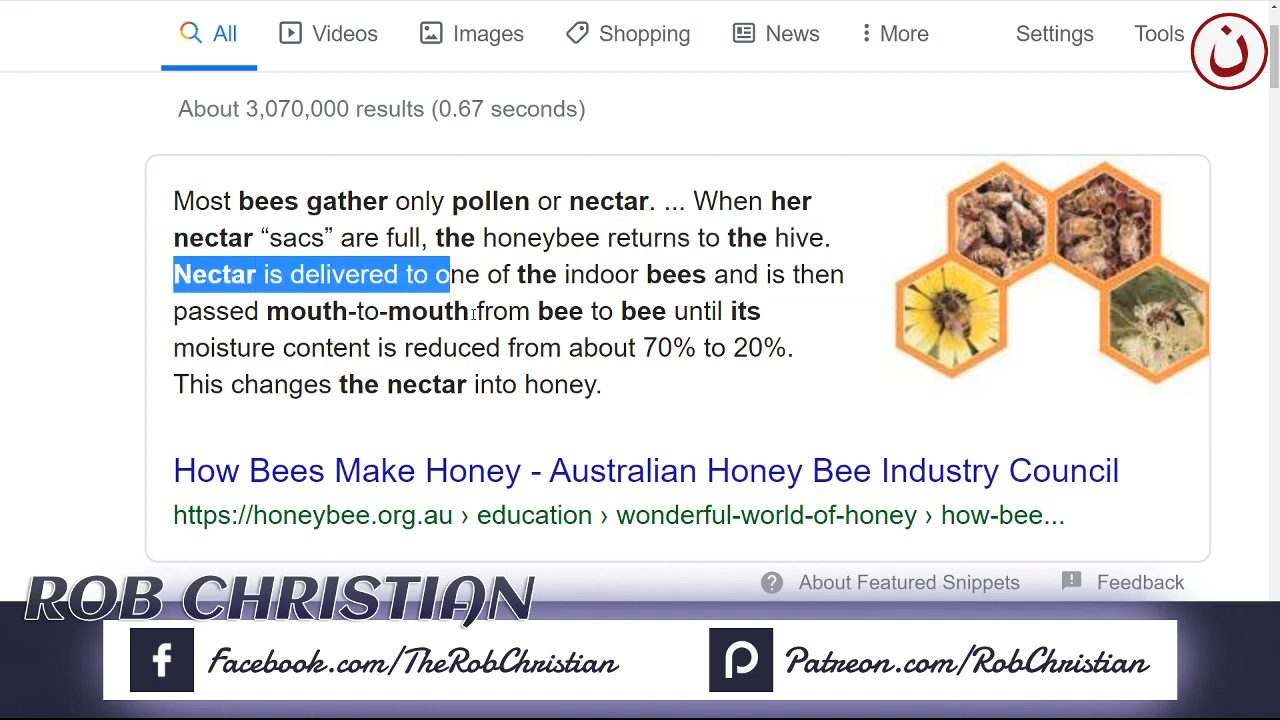 All Videos Images Shopping News More Settings Tools
ن
About 3,070,000 results (0.67 seconds)
Most bees gather only pollen or nectar. ... When her
nectar “sacs” are full, the honeybee returns to the hive.
Nectar is delivered to one of the indoor bees and is then
passed mouth-to-mouth from bee to bee until its
moisture content is reduced from about 70% to 20%.
This changes the nectar into honey.
How Bees Make Honey - Australian Honey Bee Industry Council
https://honeybee.org.au › education › wonderful-world-of-honey › how-bee...
About Featured Snippets Feedback
ROB CHRISTIAN
Facebook.com/TheRobChristian Patreon.com/RobChristian